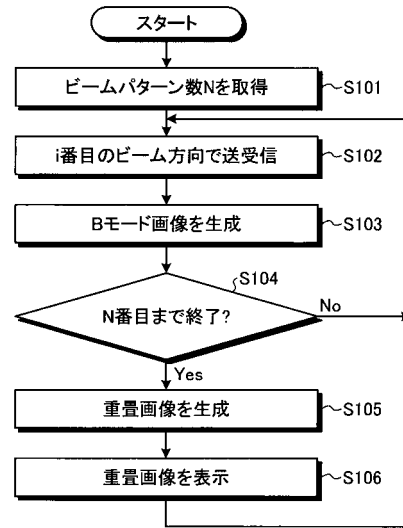 スタート
ビームパターン数Nを取得
S101
i番目のビーム方向で送受信
S102
Bモード画像を生成
S103
S104
N番目まで終了?
No
Yes
重畳画像を生成
S105
重畳画像を表示
S106